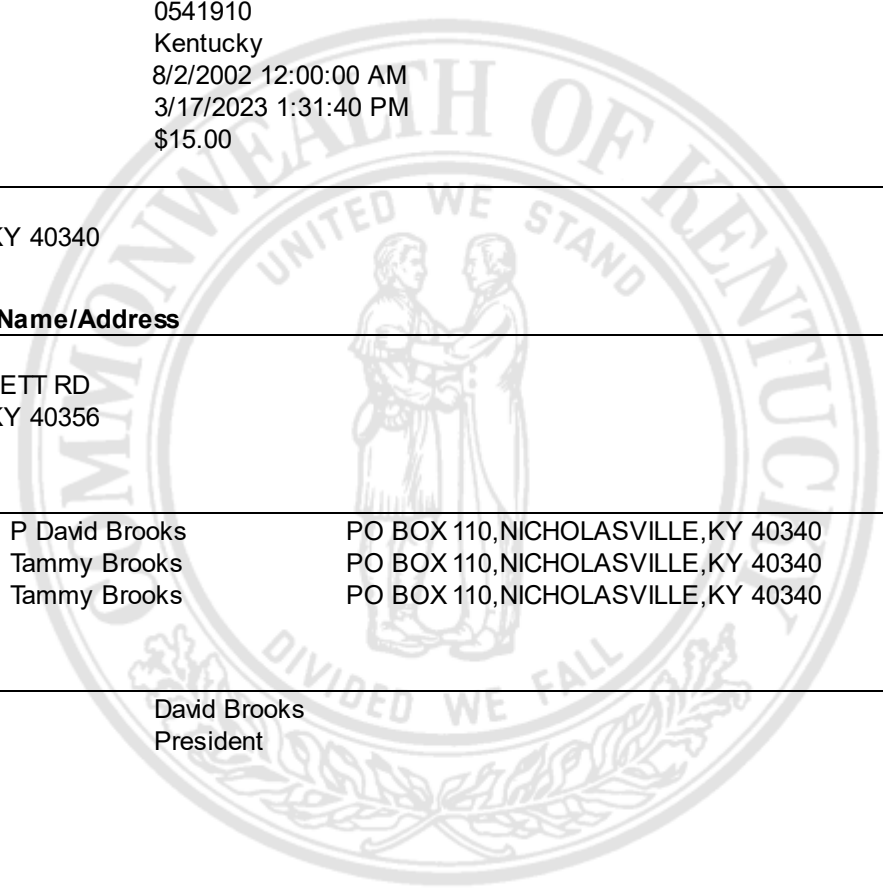 0541910
Kentucky
8/2/2002 12:00:00 AM
3/17/2023 1:31:40 PM
$15.00
KY 40340
Name/Address
ETT RD
KY 40356
P David Brooks PO BOX 110,NICHOLASVILLE,KY 40340
Tammy Brooks PO BOX 110,NICHOLASVILLE,KY 40340
Tammy Brooks PO BOX 110,NICHOLASVILLE,KY 40340
David Brooks
President
COMMONWEALTH OF KENTUCKY
UNITED WE STAND
DIVIDED WE FALL